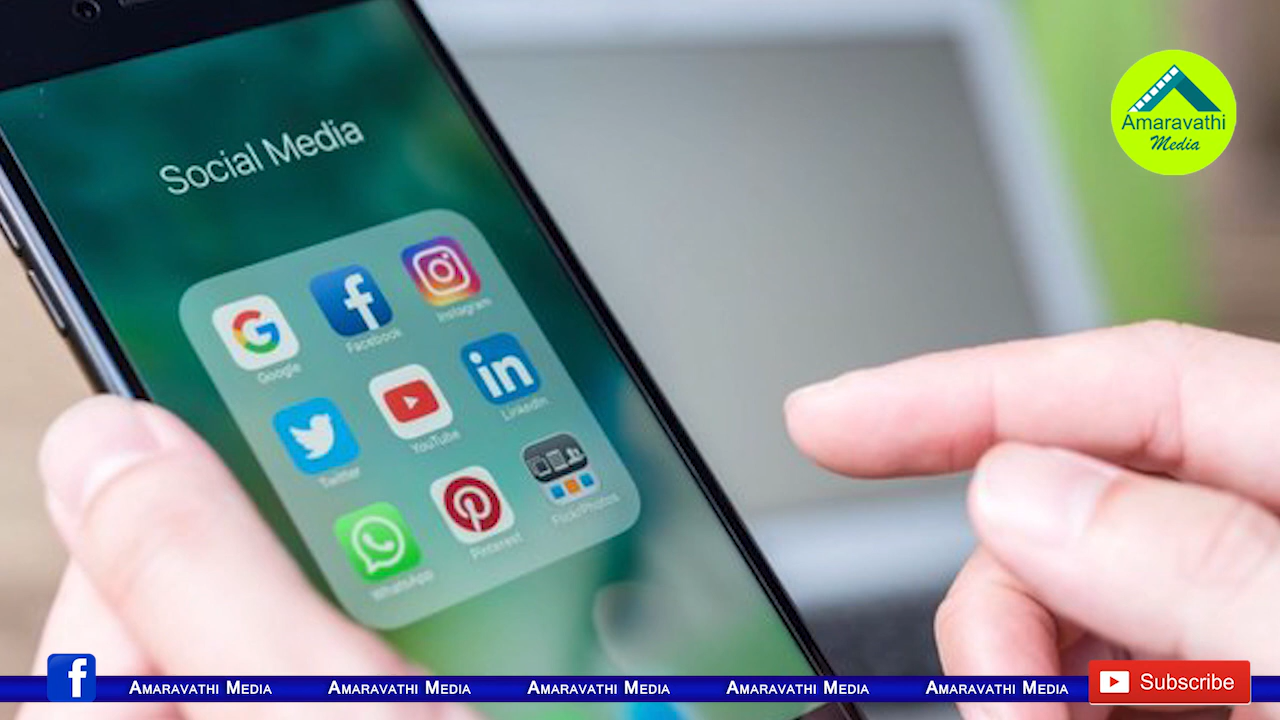 Social Media
Google
Facebook
Instagram
Twitter
YouTube
LinkedIn
WhatsApp
Pinterest
FlickrPhotos
Amaravathi
Media
Amaravathi Media Amaravathi Media Amaravathi Media Amaravathi Media Amaravathi Media
Subscribe